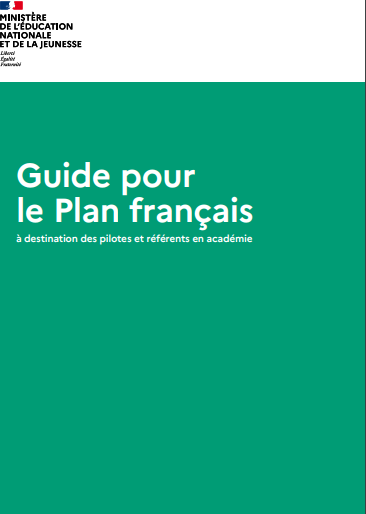 MINISTÈRE
DE L'ÉDUCATION
NATIONALE
ET DE LA JEUNESSE
Liberté
Égalité
Fraternité
Guide pour
le Plan français
à destination des pilotes et référents en académie